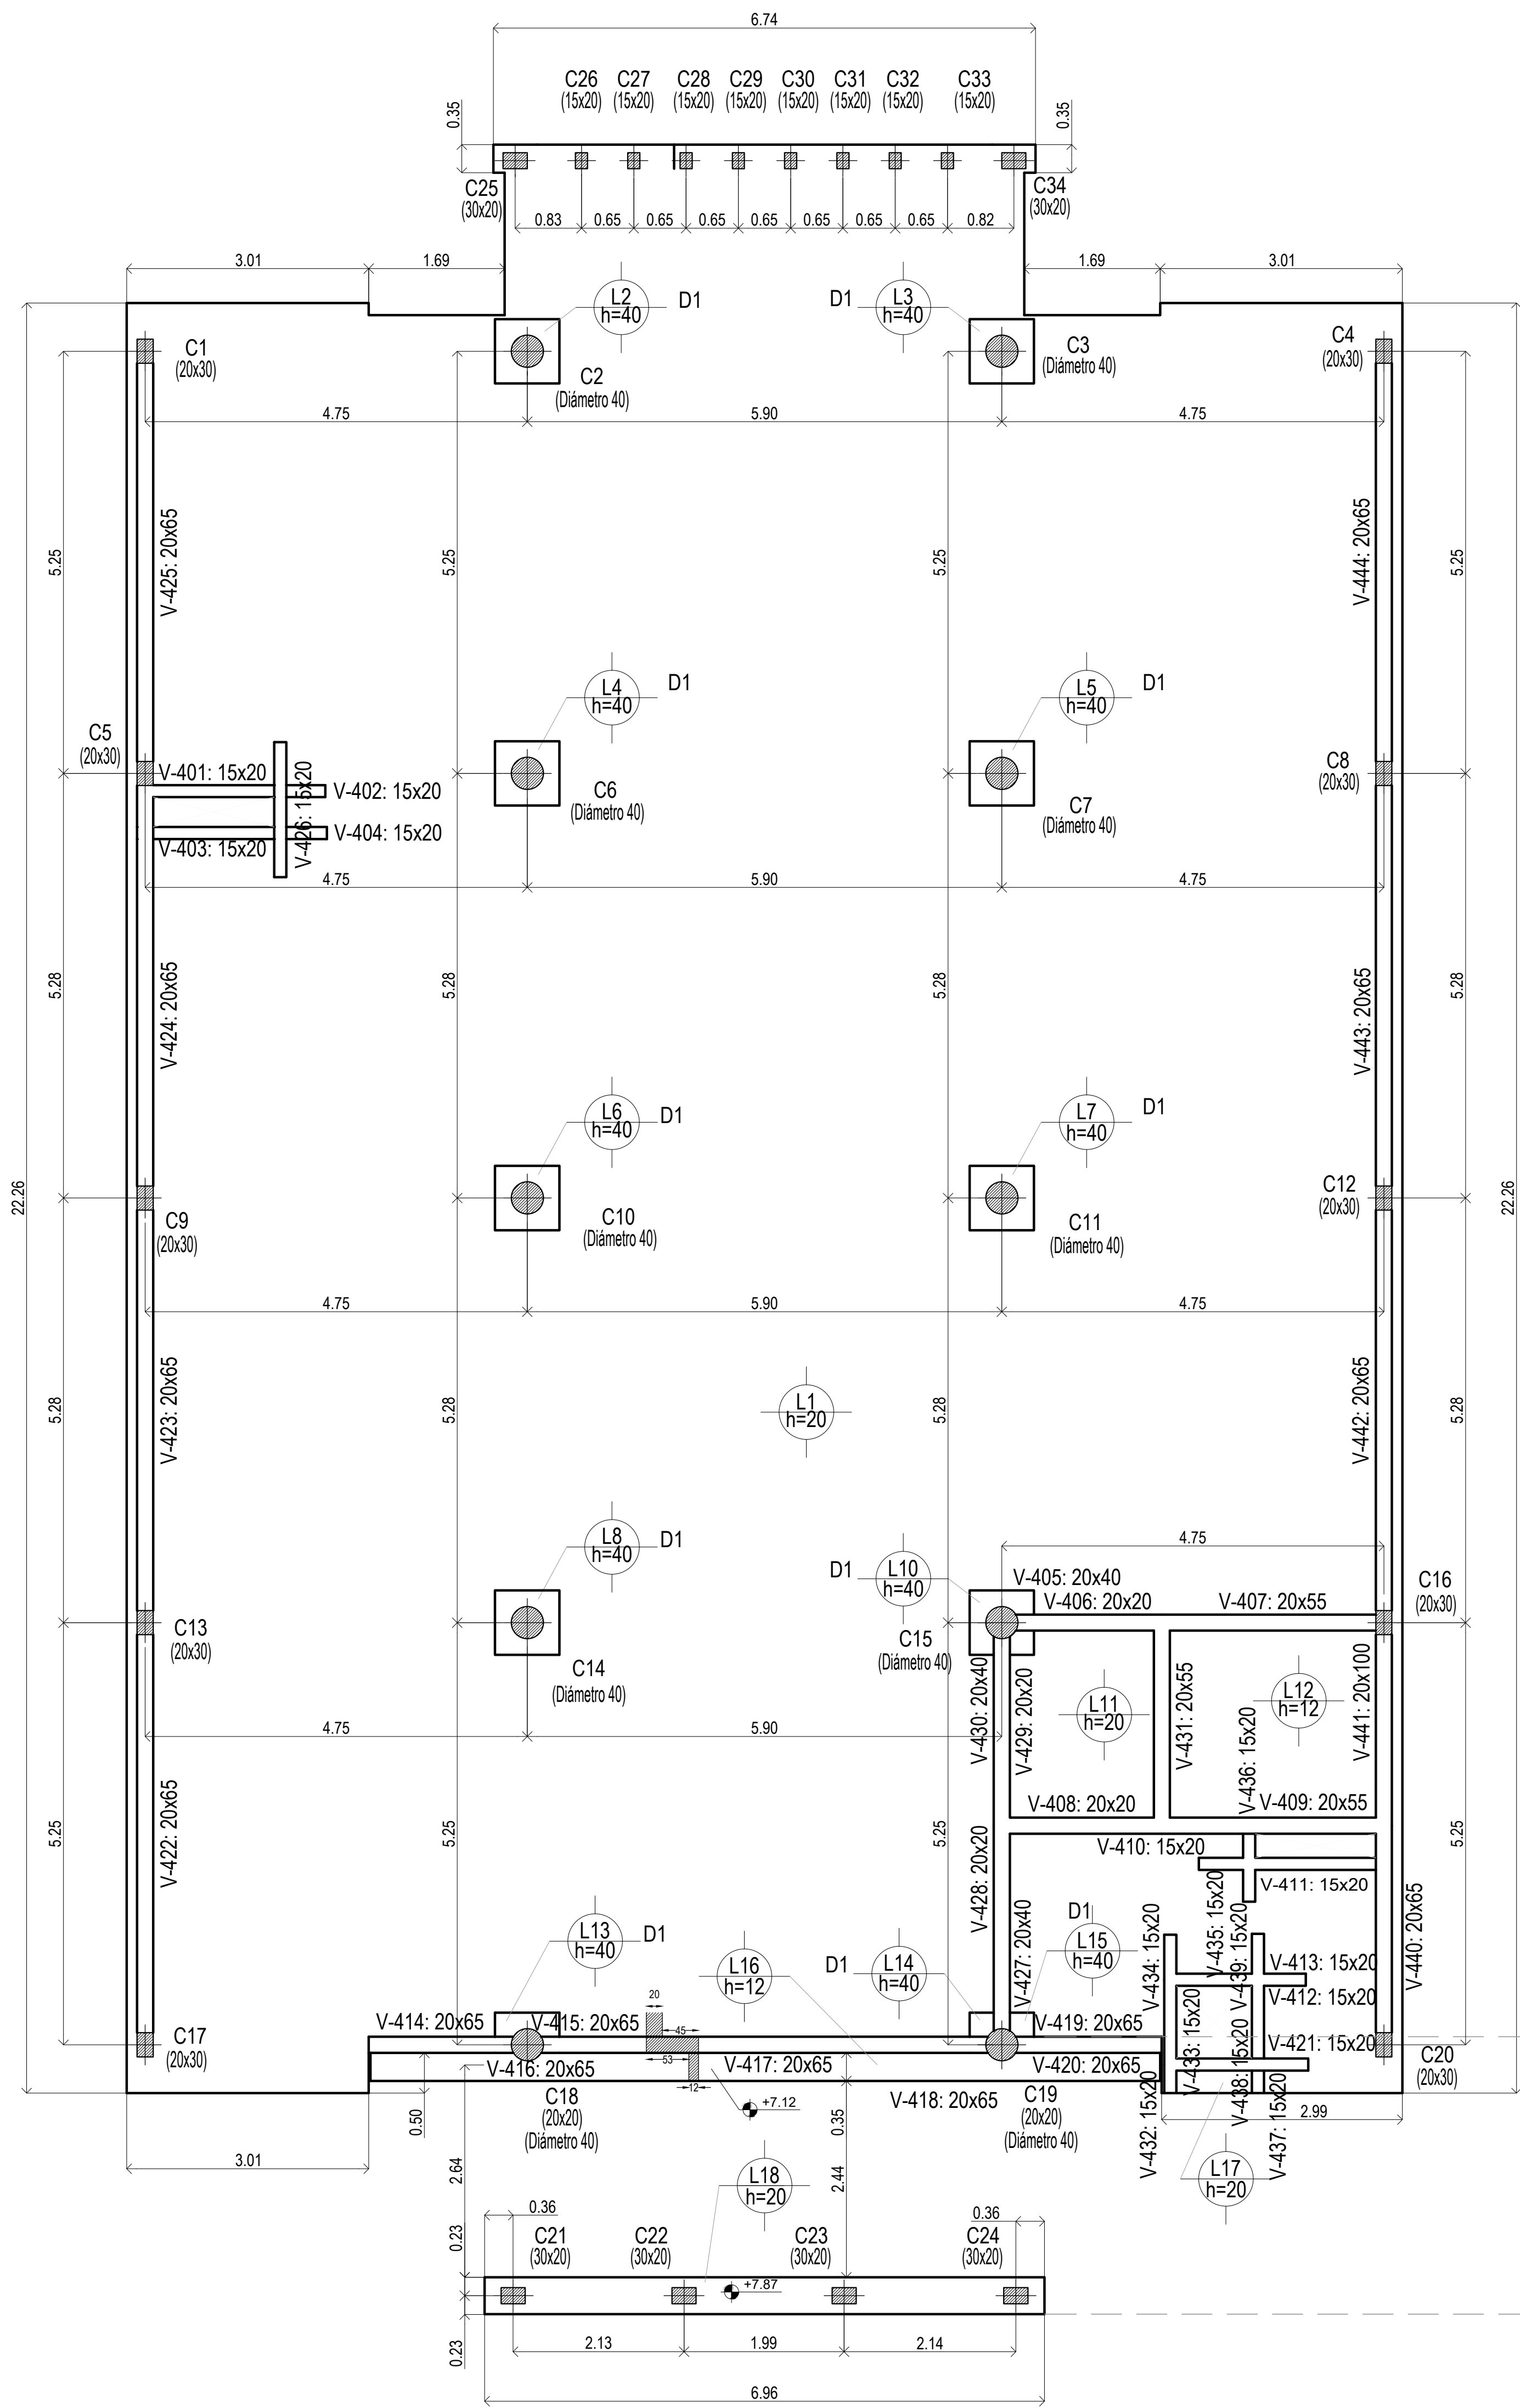 6.74
C26 C27 C28 C29 C30 C31 C32 C33
(15x20) (15x20) (15x20) (15x20) (15x20) (15x20) (15x20) (15x20)
0.35 0.35
C25 C34
(30x20) (30x20)
0.83 0.65 0.65 0.65 0.65 0.65 0.65 0.65 0.82
3.01 1.69 1.69 3.01
L2 D1 D1 L3
h=40 h=40
C1 C4
(20x30) (20x30)
C3
(Diámetro 40)
C2
(Diámetro 40)
4.75 5.90 4.75
5.25 5.25 5.25 5.25
V-425: 20x65 V-444: 20x65
L4 D1 L5 D1
h=40 h=40
C5 C8
(20x30) (20x30)
V-401: 15x20
V-402: 15x20
V-426: 15x20
V-404: 15x20
V-403: 15x20
C6 C7
(Diámetro 40) (Diámetro 40)
4.75 5.90 4.75
5.28 5.28 5.28 5.28
V-424: 20x65 V-443: 20x65
L6 D1 L7 D1
h=40 h=40
22.26 22.26
C9 C12
(20x30) (20x30)
C10 C11
(Diámetro 40) (Diámetro 40)
4.75 5.90 4.75
5.28 5.28 5.28 5.28
V-423: 20x65 V-442: 20x65
L1
h=20
4.75
L8 D1 D1 L10
h=40 h=40
V-405: 20x40
V-406: 20x20 V-407: 20x55
C16
(20x30)
C13
(20x30)
C15
(Diámetro 40)
C14
(Diámetro 40)
V-430: 20x40
V-429: 20x20
L11
h=20
V-431: 20x55
L12
h=12
V-436: 15x20
V-441: 20x100
4.75 5.90
V-408: 20x20 V-409: 20x55
5.25 5.25 5.25 5.25
V-422: 20x65
V-410: 15x20
V-411: 15x20
V-428: 20x20
V-427: 20x40
L13 D1
h=40
L16
h=12
D1 L14
h=40
D1
L15
h=40
V-434: 15x20
V-435: 15x20
V-439: 15x20
V-413: 15x20
V-412: 15x20
V-440: 20x65
20
45
53
12
V-414: 20x65 V-415: 20x65 V-419: 20x65
V-416: 20x65 V-417: 20x65 V-420: 20x65
V-418: 20x65
V-433: 15x20
V-438: 15x20
V-421: 15x20
V-432: 15x20
V-437: 15x20
C17
(20x30)
C20
(20x30)
C18 C19
(20x20) (20x20)
(Diámetro 40) (Diámetro 40)
+7.12
0.50 0.35
2.99
3.01
2.64 2.44
L18
h=20
L17
h=20
0.36 0.36
0.23
C21 C22 C23 C24
(30x20) (30x20) (30x20) (30x20)
+7.87
0.23
2.13 1.99 2.14
6.96